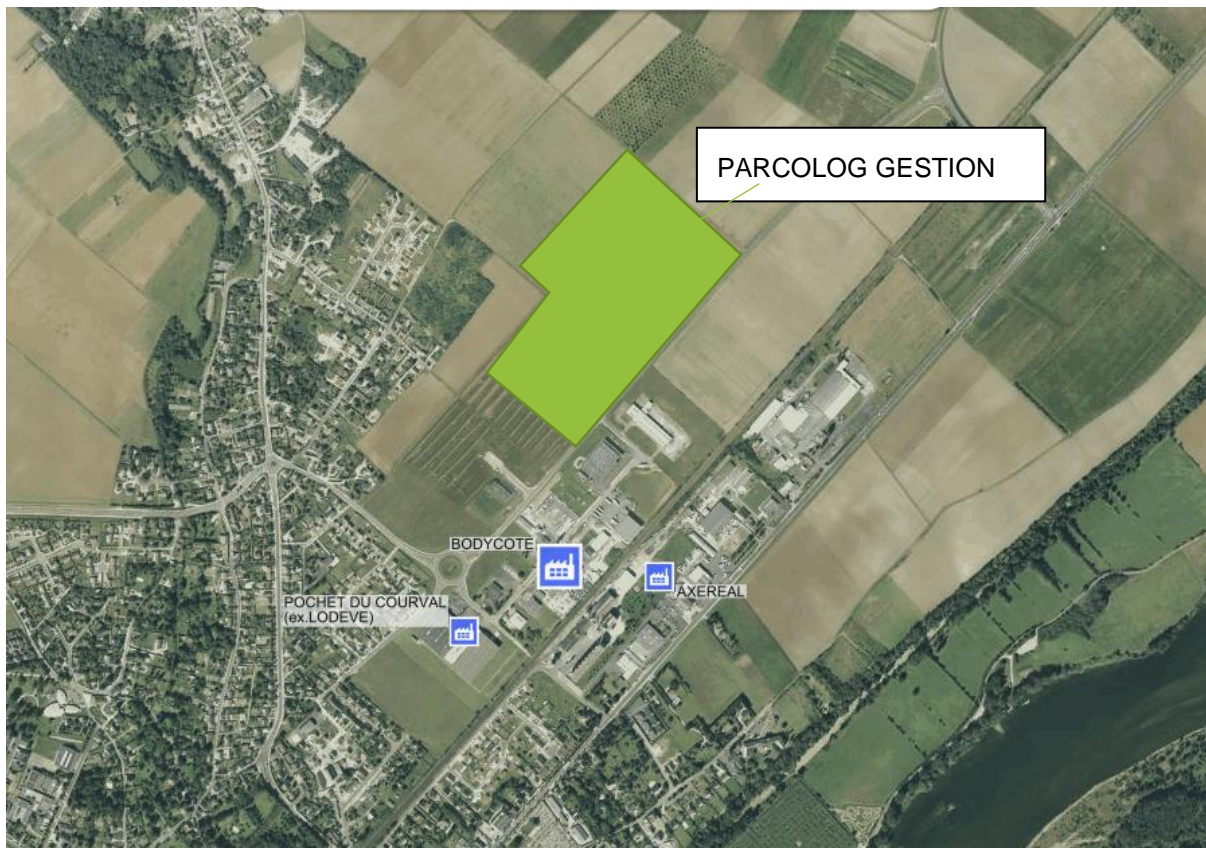 PARCOLOG GESTION
BODYCOTE
AXEREAL
POCHET DU COURVAL
(ex.LODEVE)